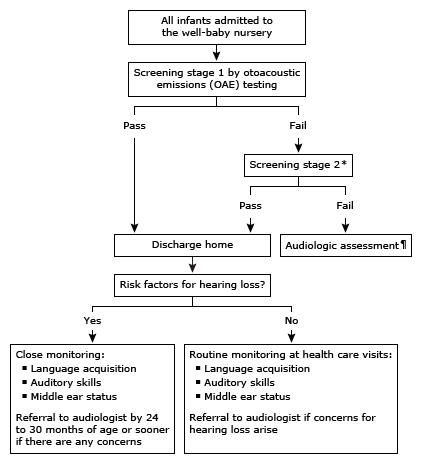 All infants admitted to
the well-baby nursery
Screening stage 1 by otoacoustic
emissions (OAE) testing
Pass
Fail
Screening stage 2*
Pass
Fail
Discharge home
Audiologic assessment¶
Risk factors for hearing loss?
Yes
No
Close monitoring:
▪ Language acquisition
▪ Auditory skills
▪ Middle ear status
Referral to audiologist by 24
to 30 months of age or sooner
if there are any concerns
Routine monitoring at health care visits:
▪ Language acquisition
▪ Auditory skills
▪ Middle ear status
Referral to audiologist if concerns for
hearing loss arise